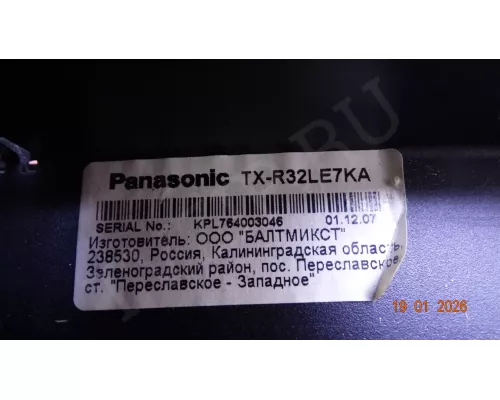 Panasonic TX-R32LE7KA
SERIAL No.: KPL764003046 01.12.07
Изготовитель: ООО "БАЛТМИКСТ"
238530, Россия, Калининградская область
Зеленоградский район, пос. Переславское
ст. "Переславское - Западное"
19 01 2026